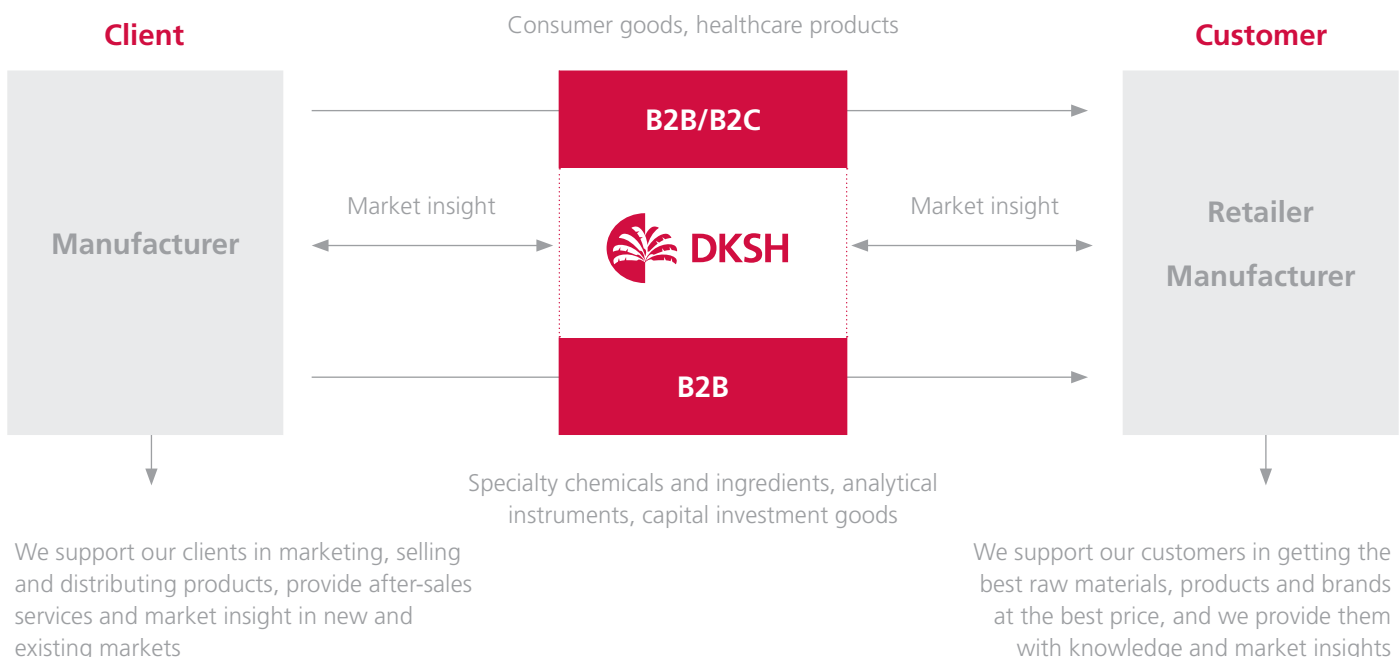 Client
Consumer goods, healthcare products
Customer
B2B/B2C
Market insight
Market insight
Manufacturer
DKSH
Retailer
Manufacturer
B2B
Specialty chemicals and ingredients, analytical
instruments, capital investment goods
We support our clients in marketing, selling
and distributing products, provide after-sales
services and market insight in new and
existing markets
We support our customers in getting the
best raw materials, products and brands
at the best price, and we provide them
with knowledge and market insights